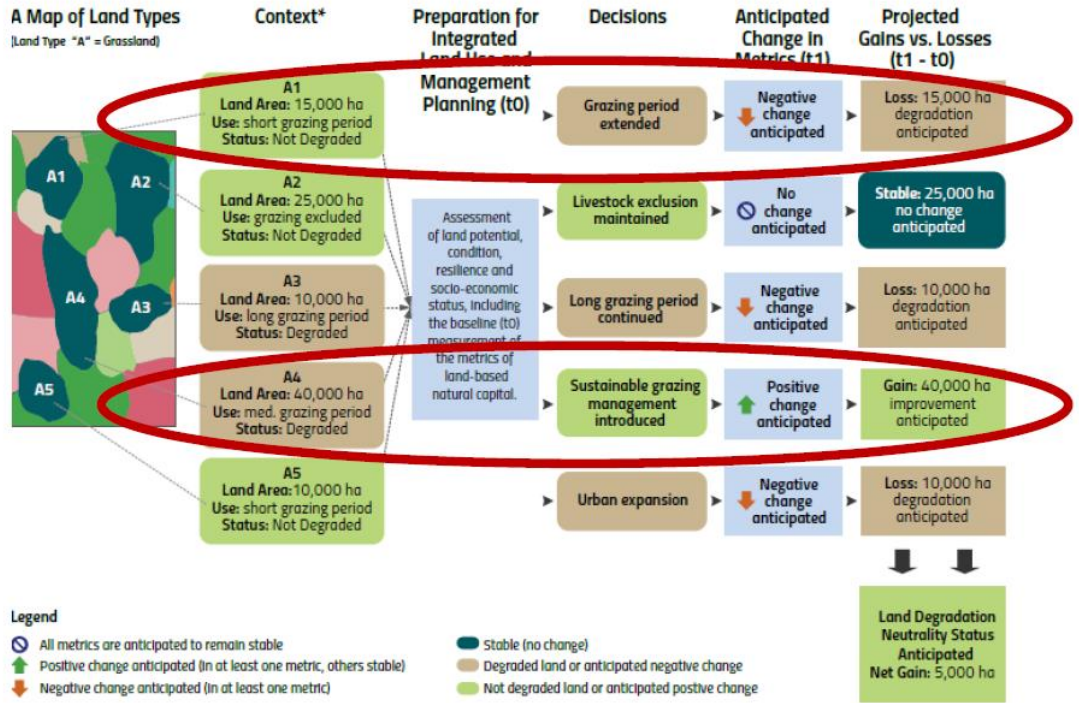 A Map of Land Types
(Land Type "A" = Grassland)
Context*
Preparation for
Integrated
Land Use and
Management
Planning (t0)
Decisions
Anticipated
Change in
Metrics (t1)
Projected
Gains vs. Losses
(t1 - t0)
A1
Land Area: 15,000 ha
Use: short grazing period
Status: Not Degraded
Grazing period
extended
Negative
change
anticipated
Loss: 15,000 ha
degradation
anticipated
A1
A2
A3
A4
A5
A2
Land Area: 25,000 ha
Use: grazing excluded
Status: Not Degraded
Livestock exclusion
maintained
No
change
anticipated
Stable: 25,000 ha
no change
anticipated
Assessment
of land potential,
condition,
resilience and
socio-economic
status, including
the baseline (t0)
measurement of
the metrics of
land-based
natural capital.
A3
Land Area: 10,000 ha
Use: long grazing period
Status: Degraded
Long grazing period
continued
Negative
change
anticipated
Loss: 10,000 ha
degradation
anticipated
A4
Land Area: 40,000 ha
Use: med. grazing period
Status: Degraded
Sustainable grazing
management
introduced
Positive
change
anticipated
Gain: 40,000 ha
improvement
anticipated
A5
Land Area: 10,000 ha
Use: short grazing period
Status: Not Degraded
Urban expansion
Negative
change
anticipated
Loss: 10,000 ha
degradation
anticipated
Land Degradation
Neutrality Status
Anticipated
Net Gain: 5,000 ha
Legend
All metrics are anticipated to remain stable
Positive change anticipated (in at least one metric, others stable)
Negative change anticipated (in at least one metric)
Stable (no change)
Degraded land or anticipated negative change
Not degraded land or anticipated postive change